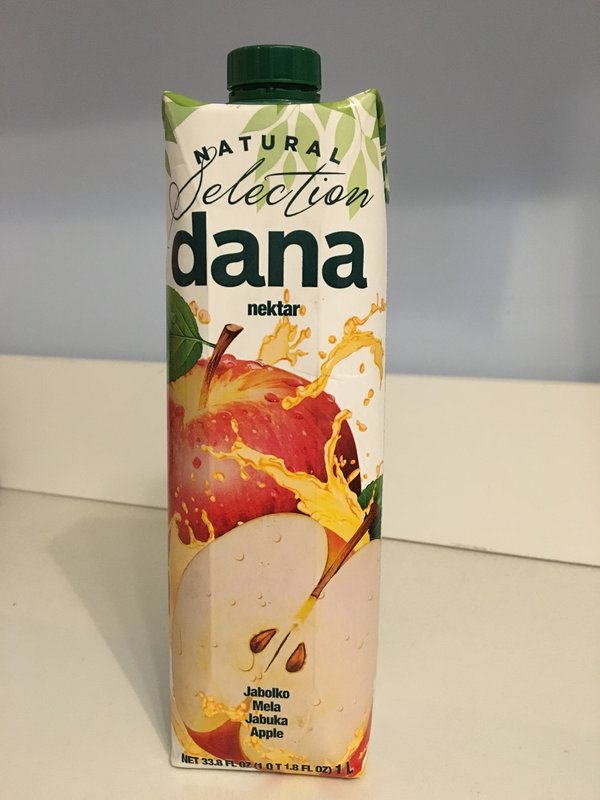 NATURAL
Selection
dana
nektar
Jabolko
Mela
Jabuka
Apple
NET 33.8 FL OZ (1 Q T 1.8 FL OZ) 1 L